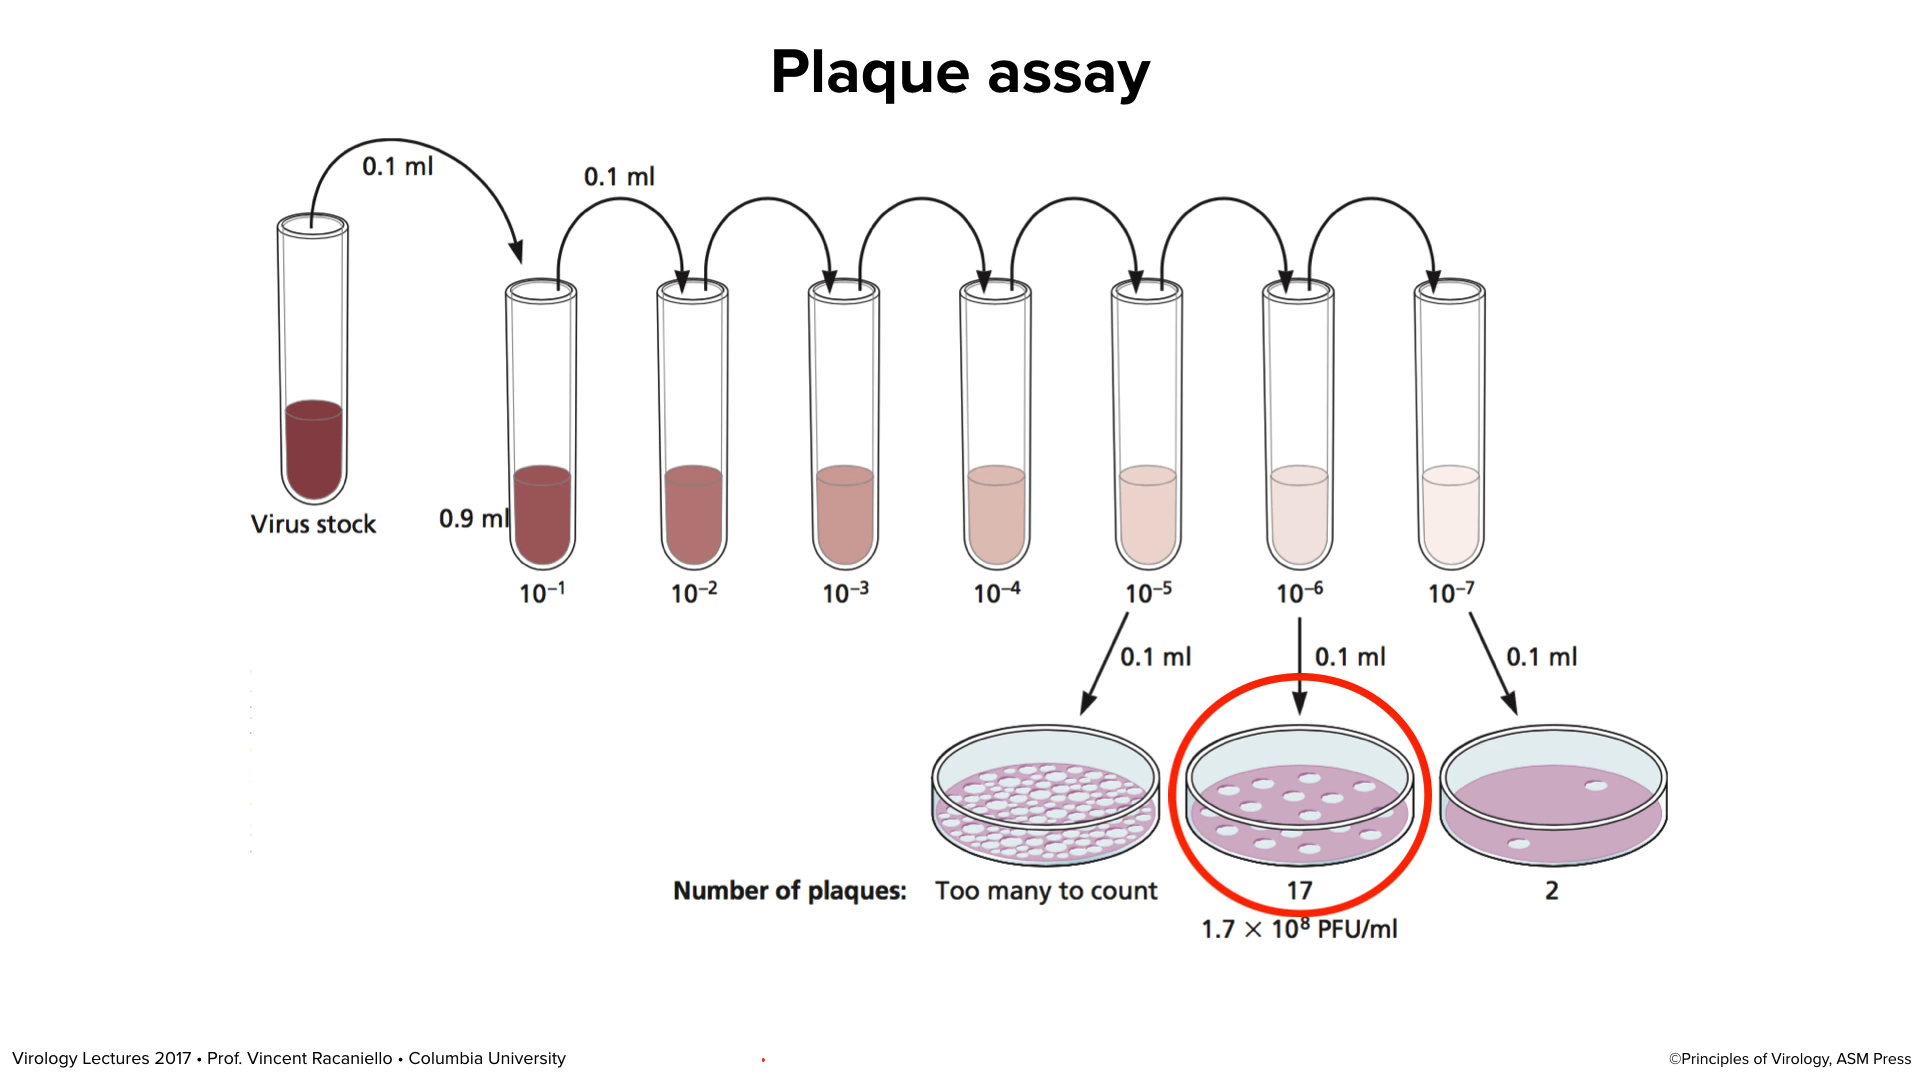 Plaque assay
0.1 ml
0.1 ml
Virus stock
0.9 ml
10⁻¹ 10⁻² 10⁻³ 10⁻⁴ 10⁻⁵ 10⁻⁶ 10⁻⁷
0.1 ml 0.1 ml 0.1 ml
Number of plaques: Too many to count 17 2
1.7 × 10⁸ PFU/ml
Virology Lectures 2017 • Prof. Vincent Racaniello • Columbia University
©Principles of Virology, ASM Press